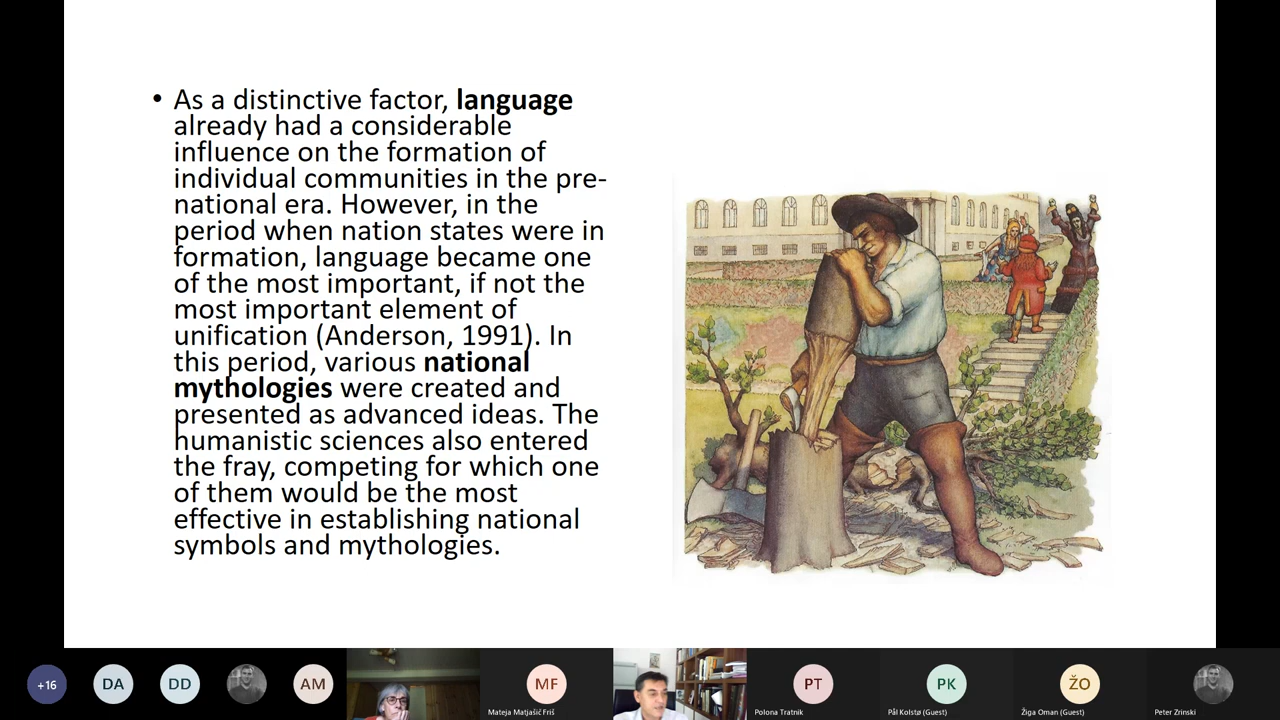 • As a distinctive factor, language
already had a considerable
influence on the formation of
individual communities in the pre-
national era. However, in the
period when nation states were in
formation, language became one
of the most important, if not the
most important element of
unification (Anderson, 1991). In
this period, various national
mythologies were created and
presented as advanced ideas. The
humanistic sciences also entered
the fray, competing for which one
of them would be the most
effective in establishing national
symbols and mythologies.
+16
DA
DD
AM
MF
Mateja Matjašič Friš
PT
Polona Tratnik
PK
Pål Kolstø (Guest)
ŽO
Žiga Oman (Guest)
Peter Zrinski